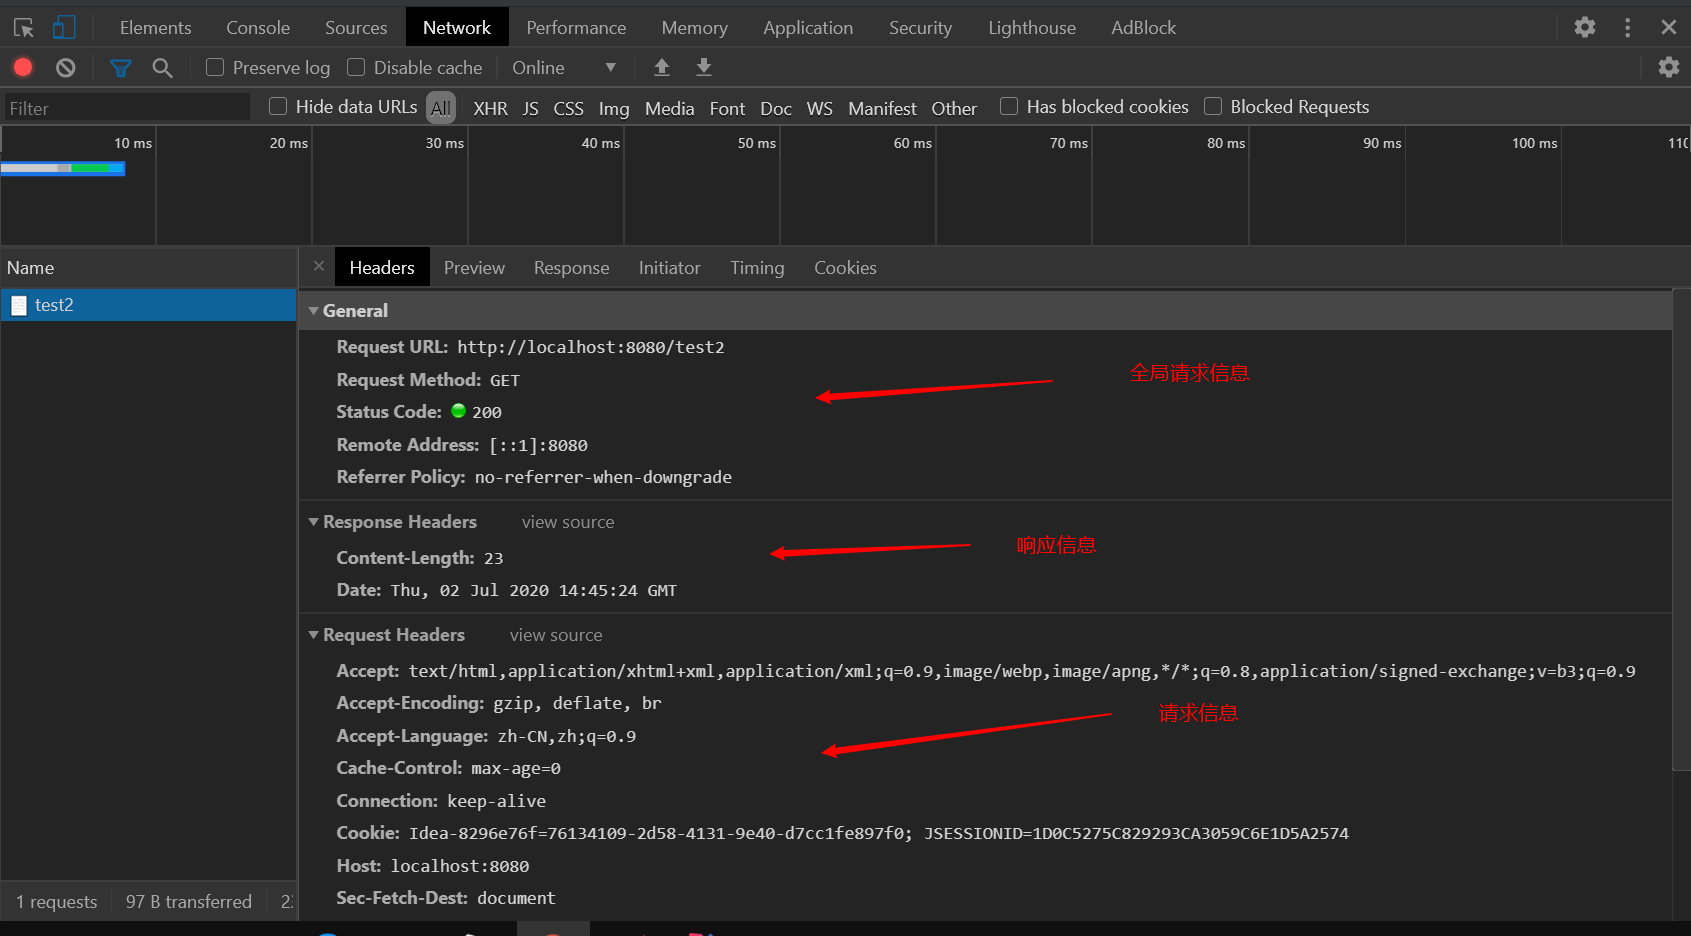 Elements Console Sources Network Performance Memory Application Security Lighthouse AdBlock
Preserve log Disable cache Online
Filter Hide data URLs All XHR JS CSS Img Media Font Doc WS Manifest Other Has blocked cookies Blocked Requests
10 ms 20 ms 30 ms 40 ms 50 ms 60 ms 70 ms 80 ms 90 ms 100 ms
Name
Headers Preview Response Initiator Timing Cookies
test2
General
Request URL: http://localhost:8080/test2
Request Method: GET
全局请求信息
Status Code: 200
Remote Address: [::1]:8080
Referrer Policy: no-referrer-when-downgrade
Response Headers view source
响应信息
Content-Length: 23
Date: Thu, 02 Jul 2020 14:45:24 GMT
Request Headers view source
Accept: text/html,application/xhtml+xml,application/xml;q=0.9,image/webp,image/apng,*/*;q=0.8,application/signed-exchange;v=b3;q=0.9
Accept-Encoding: gzip, deflate, br
请求信息
Accept-Language: zh-CN,zh;q=0.9
Cache-Control: max-age=0
Connection: keep-alive
Cookie: Idea-8296e76f=76134109-2d58-4131-9e40-d7cc1fe897f0; JSESSIONID=1D0C5275C829293CA3059C6E1D5A2574
Host: localhost:8080
Sec-Fetch-Dest: document
1 requests 97 B transferred